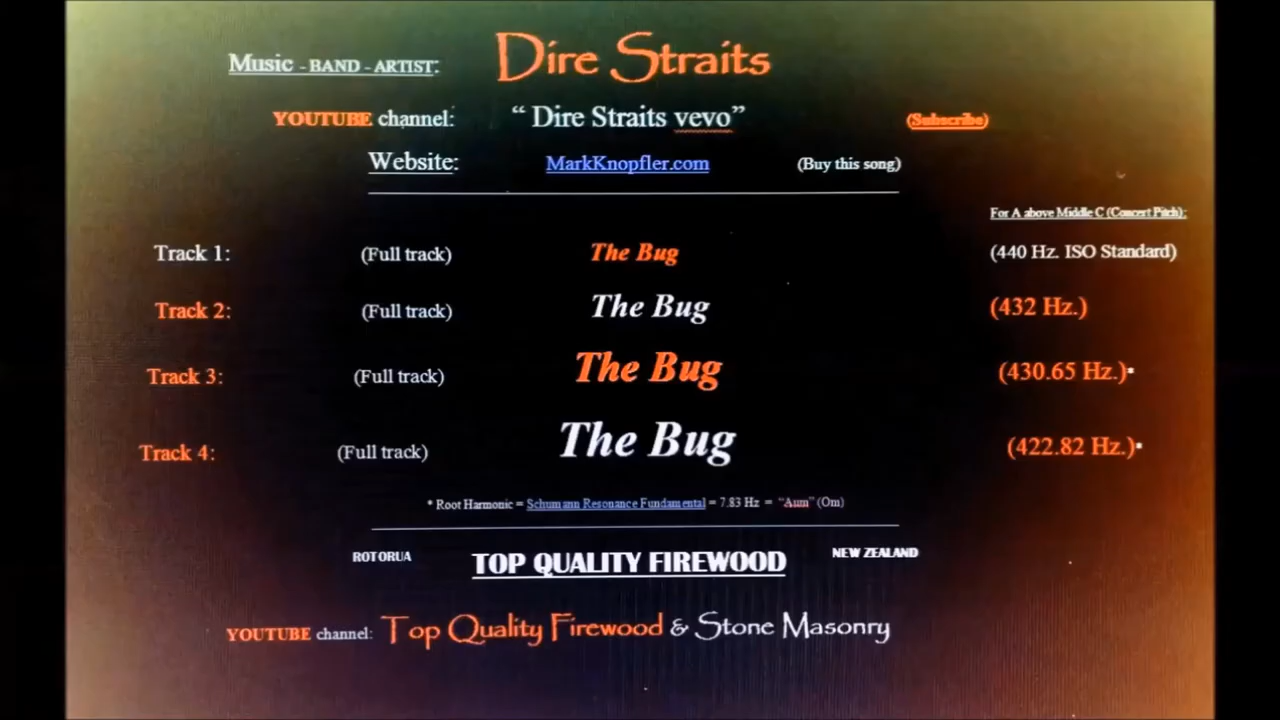 Music - BAND - ARTIST: Dire Straits
YOUTUBE channel: “ Dire Straits vevo” (Subscribe)
Website: MarkKnopfler.com (Buy this song)
For A above Middle C (Concert Pitch):
Track 1: (Full track) The Bug (440 Hz. ISO Standard)
Track 2: (Full track) The Bug (432 Hz.)
Track 3: (Full track) The Bug (430.65 Hz.)*
Track 4: (Full track) The Bug (422.82 Hz.)*
* Root Harmonic = Schumann Resonance Fundamental = 7.83 Hz = “Aum” (Om)
ROTORUA TOP QUALITY FIREWOOD NEW ZEALAND
YOUTUBE channel: Top Quality Firewood & Stone Masonry